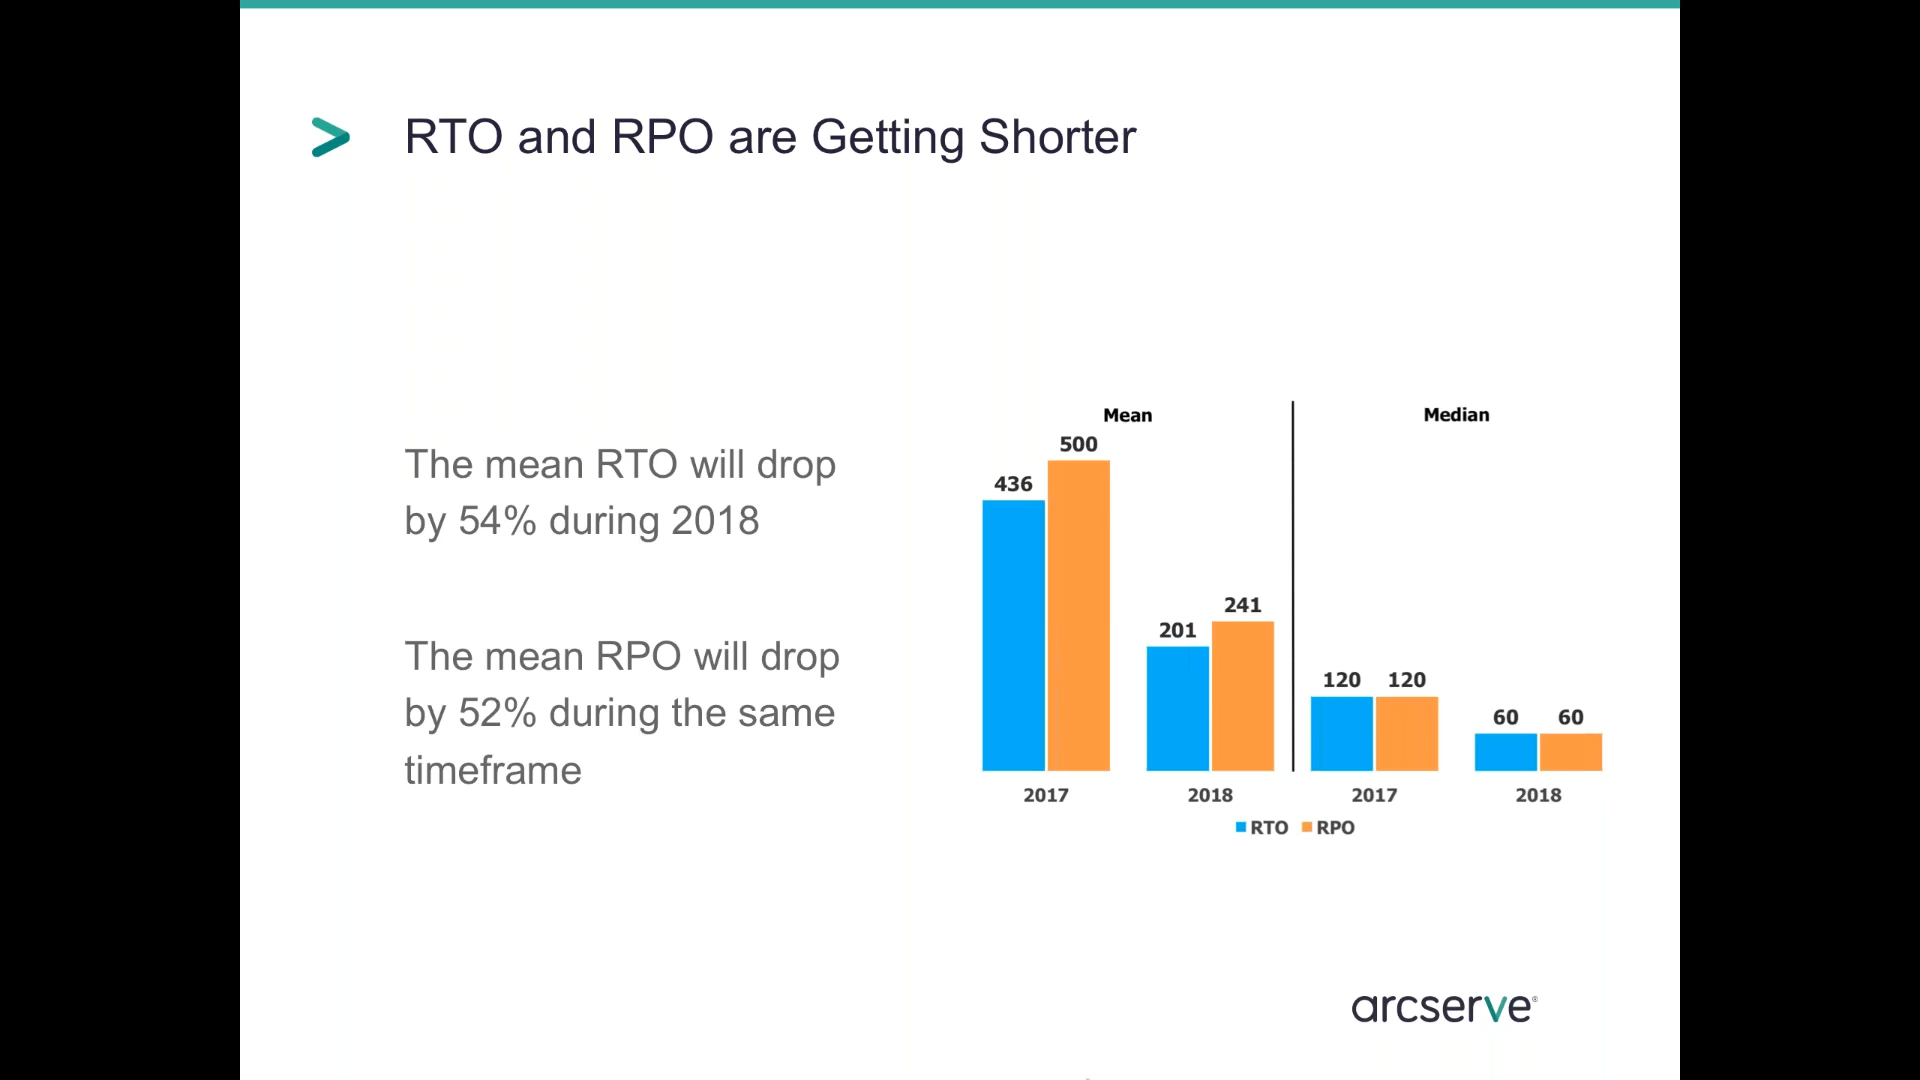 RTO and RPO are Getting Shorter
The mean RTO will drop
by 54% during 2018
The mean RPO will drop
by 52% during the same
timeframe
Mean
Median
500
436
241
201
120 120
60 60
2017 2018 2017 2018
RTO RPO
arcserve®